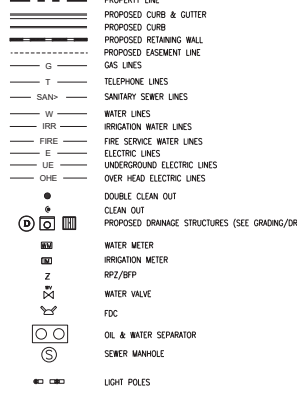 PROPERTY LINE
PROPOSED CURB & GUTTER
PROPOSED CURB
PROPOSED RETAINING WALL
PROPOSED EASEMENT LINE
G GAS LINES
T TELEPHONE LINES
SAN> SANITARY SEWER LINES
W WATER LINES
IRR IRRIGATION WATER LINES
FIRE FIRE SERVICE WATER LINES
E ELECTRIC LINES
UE UNDERGROUND ELECTRIC LINES
OHE OVER HEAD ELECTRIC LINES
DOUBLE CLEAN OUT
CLEAN OUT
D PROPOSED DRAINAGE STRUCTURES (SEE GRADING/DR
WM WATER METER
IM IRRIGATION METER
Z RPZ/BFP
WATER VALVE
FDC
OIL & WATER SEPARATOR
S SEWER MANHOLE
LIGHT POLES